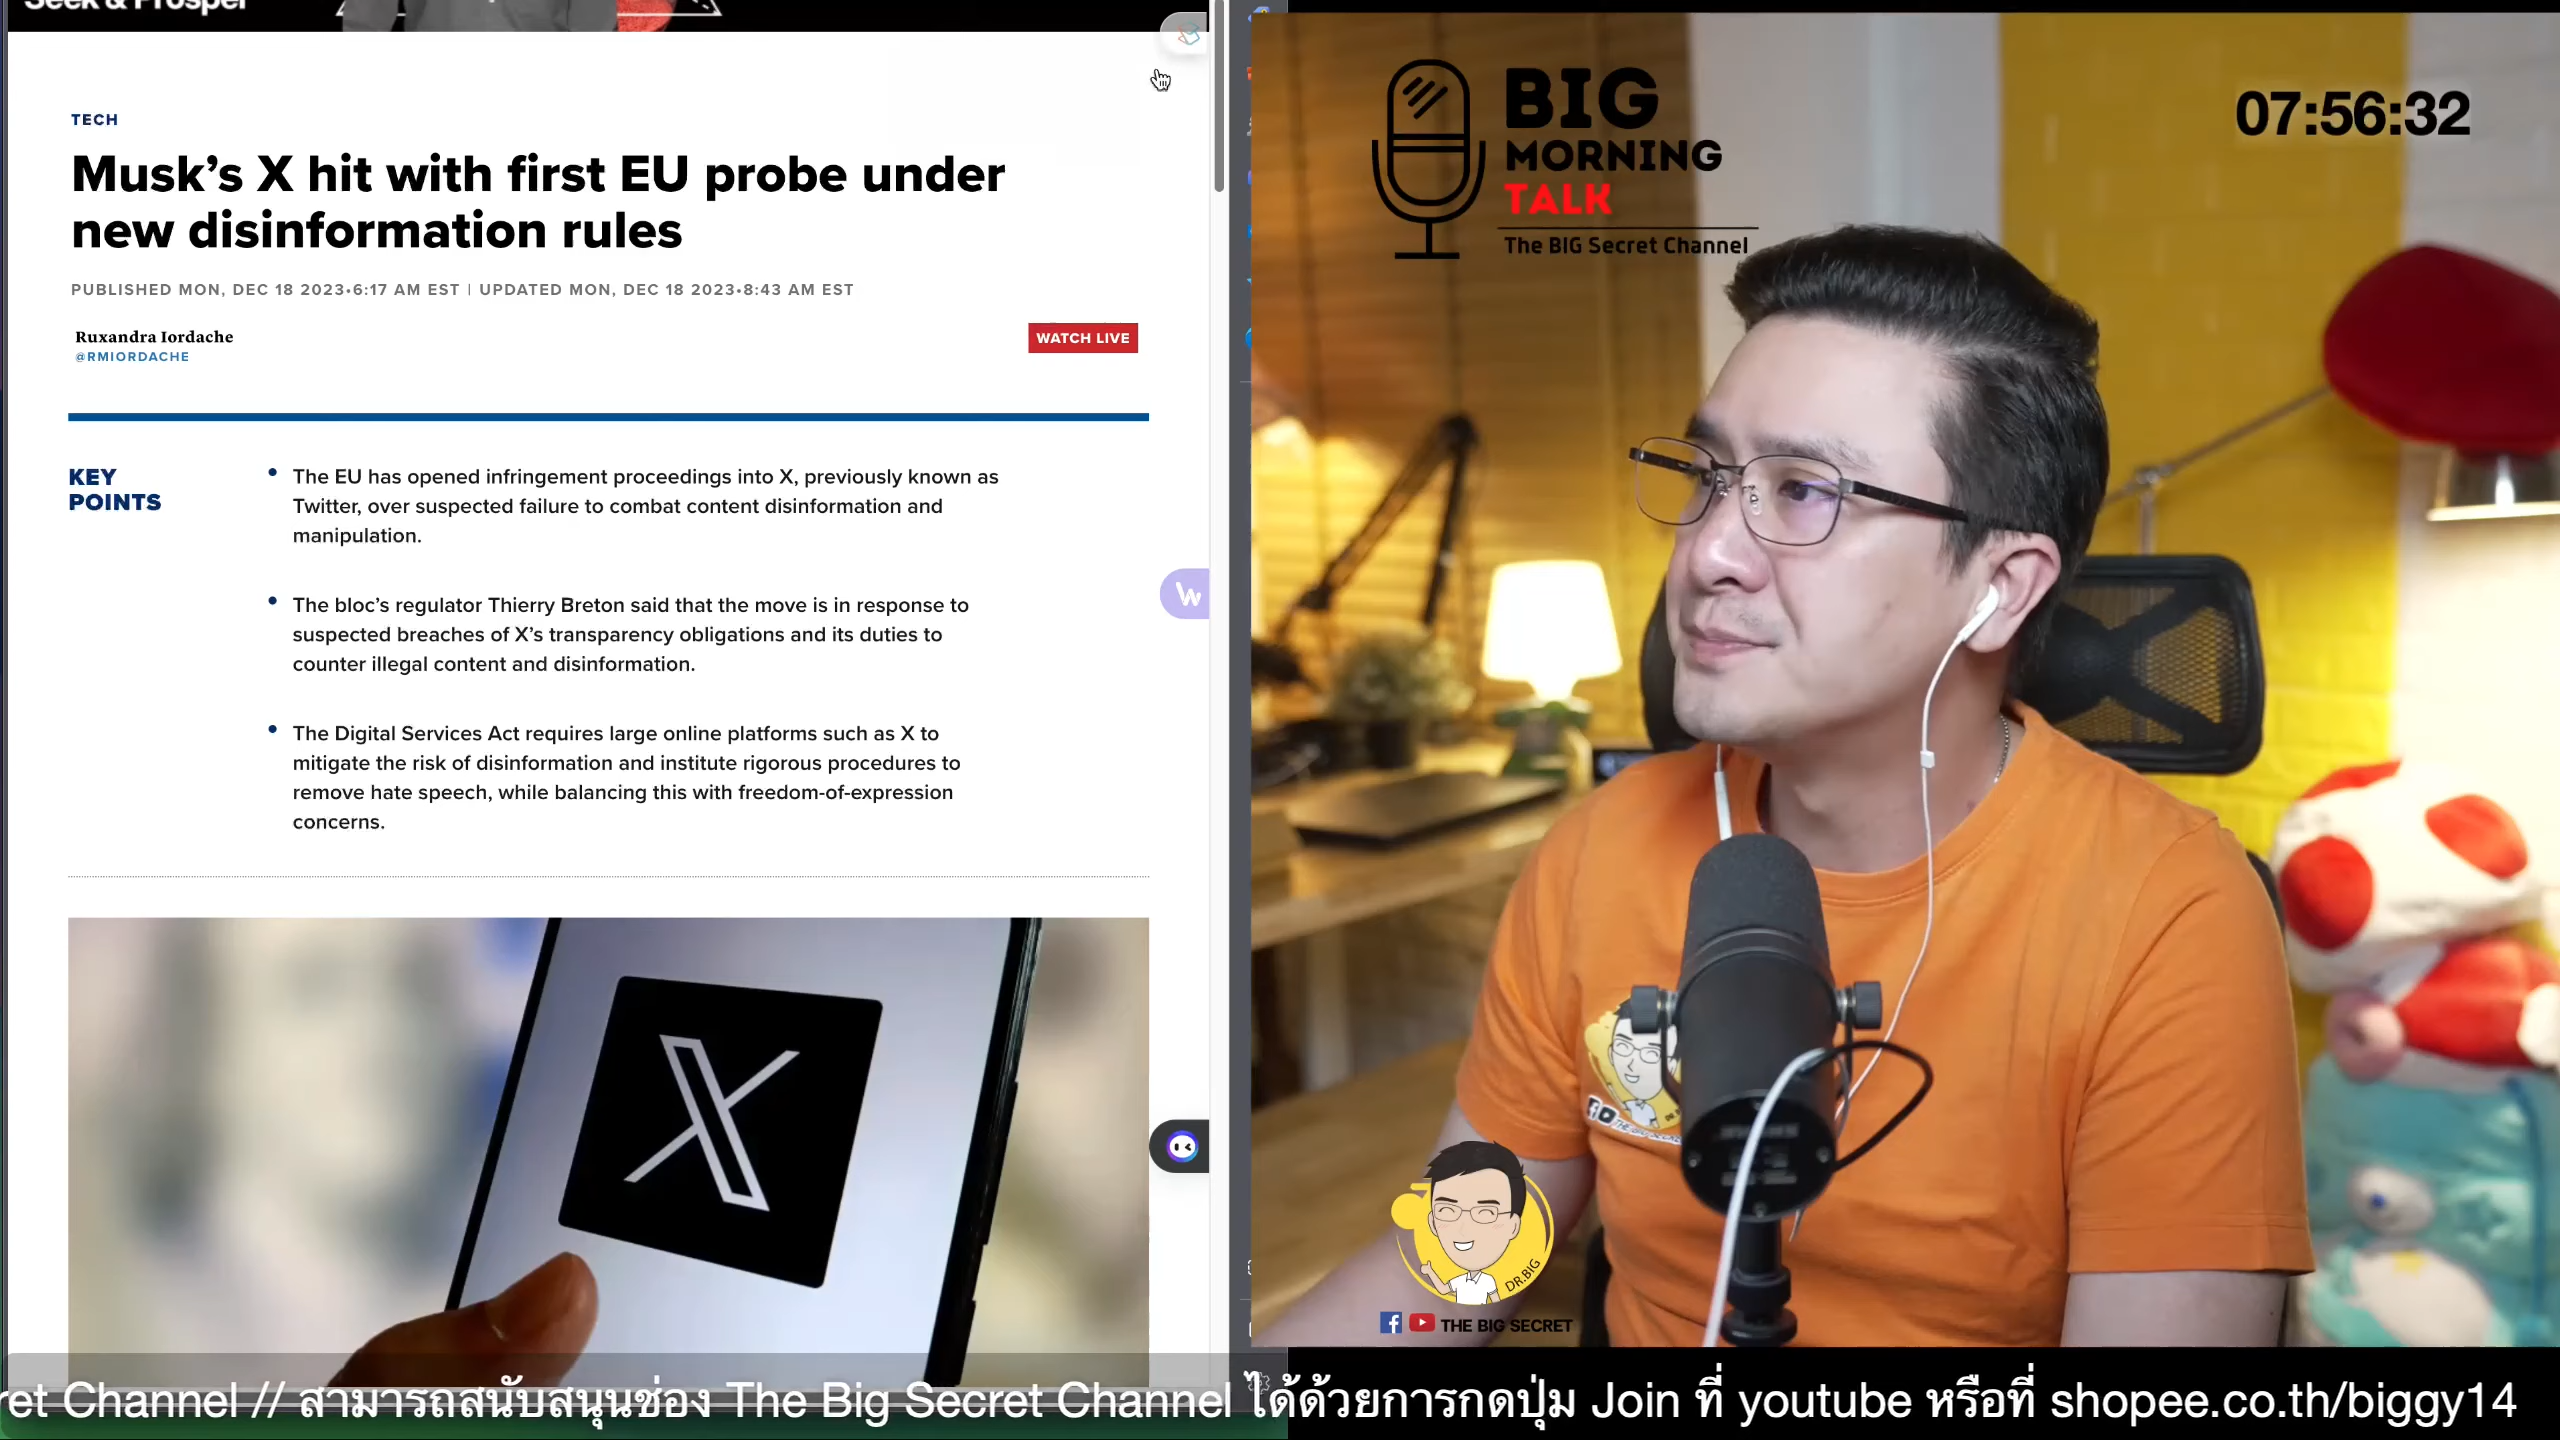 Seek & Prosper
TECH
Musk's X hit with first EU probe under
new disinformation rules
PUBLISHED MON, DEC 18 2023•6:17 AM EST | UPDATED MON, DEC 18 2023•8:43 AM EST
Ruxandra Iordache
@RMIORDACHE
WATCH LIVE
KEY
POINTS
• The EU has opened infringement proceedings into X, previously known as
Twitter, over suspected failure to combat content disinformation and
manipulation.
• The bloc's regulator Thierry Breton said that the move is in response to
suspected breaches of X's transparency obligations and its duties to
counter illegal content and disinformation.
• The Digital Services Act requires large online platforms such as X to
mitigate the risk of disinformation and institute rigorous procedures to
remove hate speech, while balancing this with freedom-of-expression
concerns.
X
BIG
MORNING
TALK
The BIG Secret Channel
07:56:32
DR.BIG
THE BIG SECRET
et Channel // สามารถสนับสนุนช่อง The Big Secret Channel ได้ด้วยการกดปุ่ม Join ที่ youtube หรือที่ shopee.co.th/biggy14